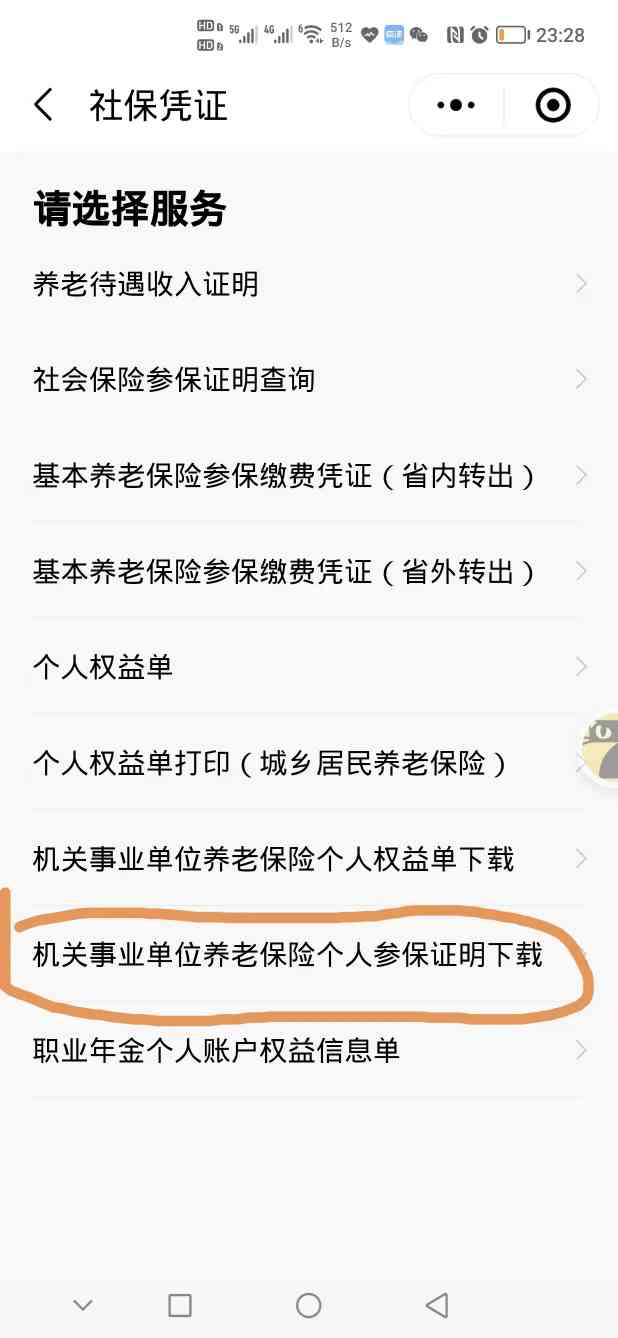 HD 1 5G 4G 6 512 23:28
HD 2 B/s
社保凭证
请选择服务
养老待遇收入证明
社会保险参保证明查询
基本养老保险参保缴费凭证（省内转出）
基本养老保险参保缴费凭证（省外转出）
个人权益单
个人权益单打印（城乡居民养老保险）
机关事业单位养老保险个人权益单下载
机关事业单位养老保险个人参保证明下载
职业年金个人账户权益信息单